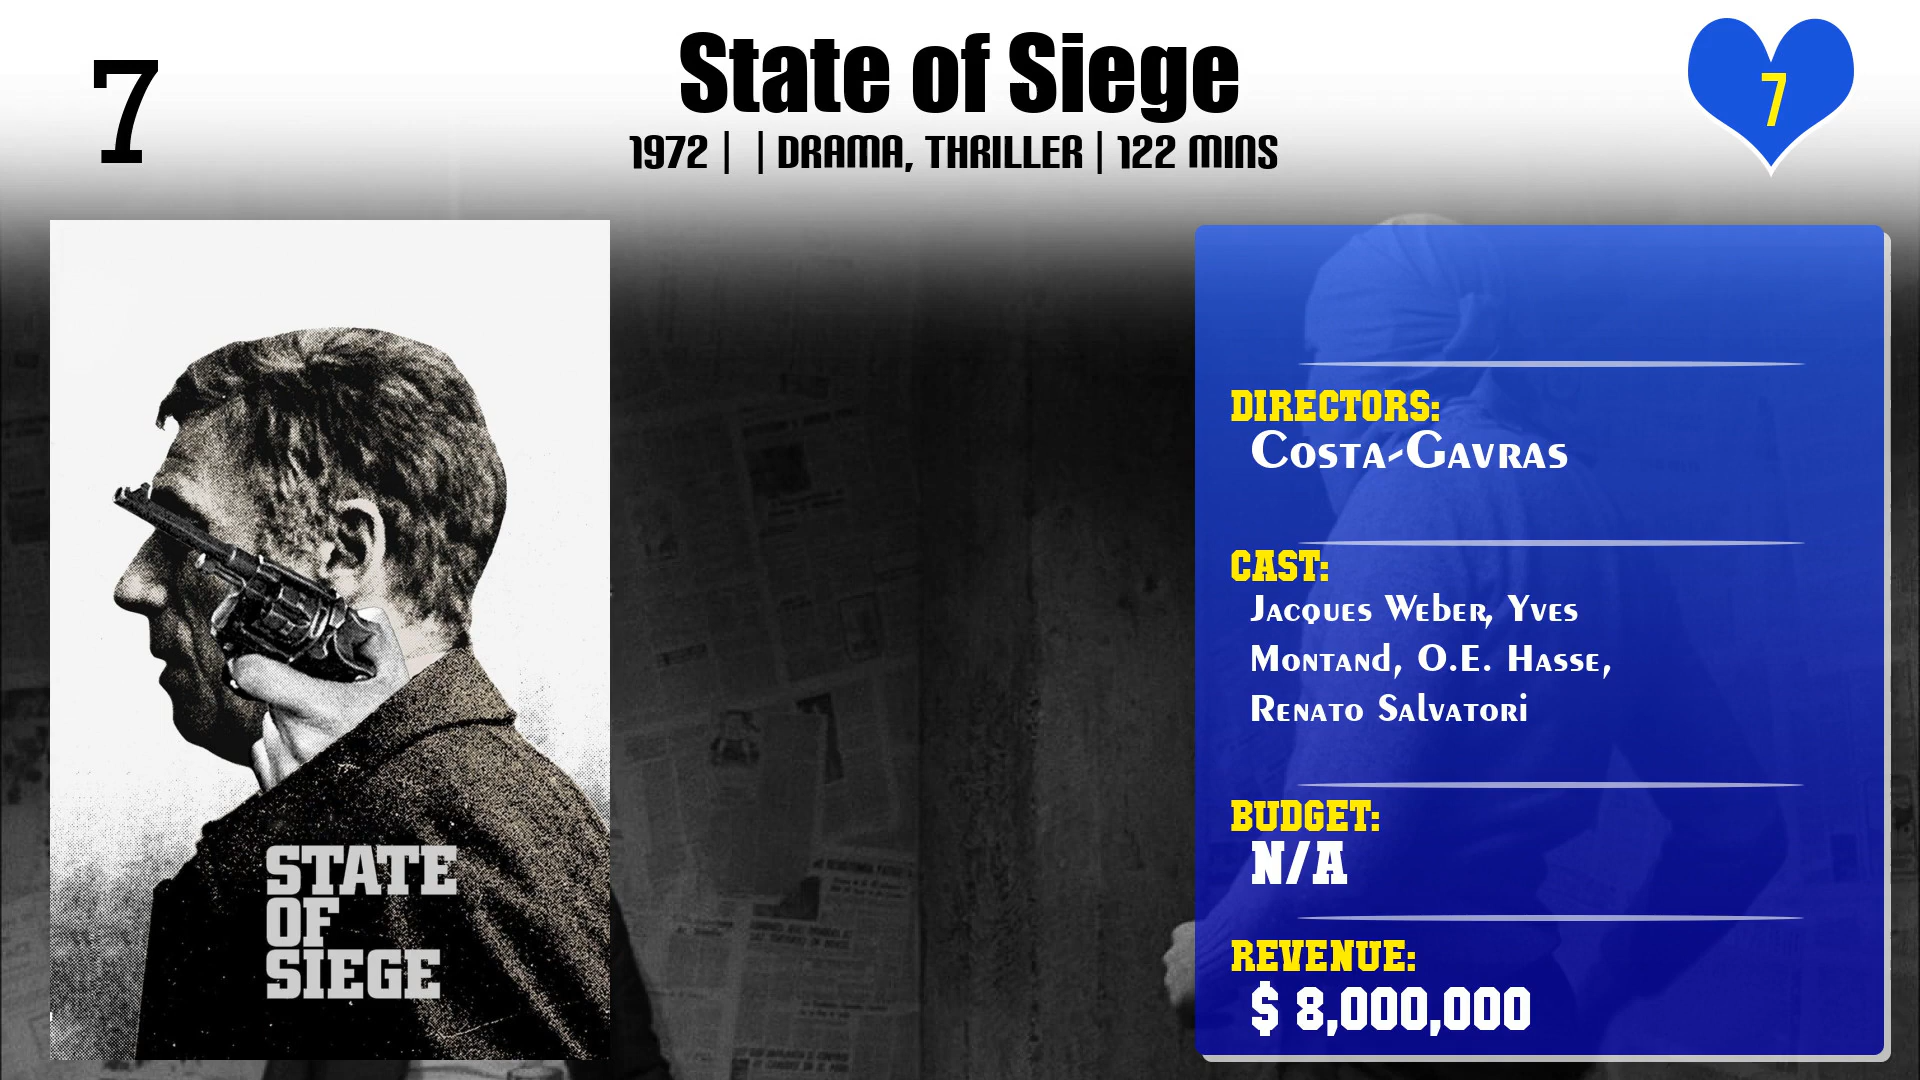 7
State of Siege
7
1972 | | DRAMA, THRILLER | 122 MINS
STATE
OF
SIEGE
DIRECTORS:
Costa-Gavras
CAST:
Jacques Weber, Yves
Montand, O.E. Hasse,
Renato Salvatori
BUDGET:
N/A
REVENUE:
$ 8,000,000